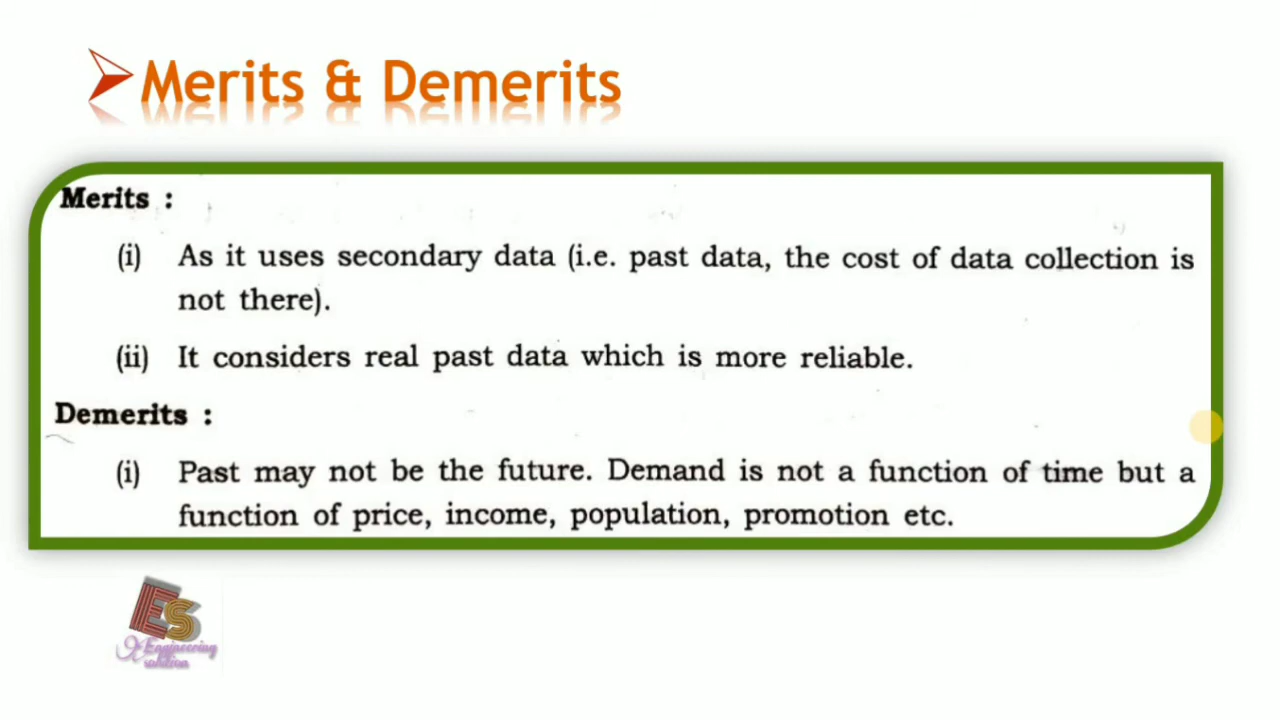 Merits & Demerits
Merits :
(i) As it uses secondary data (i.e. past data, the cost of data collection is
not there).
(ii) It considers real past data which is more reliable.
Demerits :
(i) Past may not be the future. Demand is not a function of time but a
function of price, income, population, promotion etc.
ES
Engineering
solution